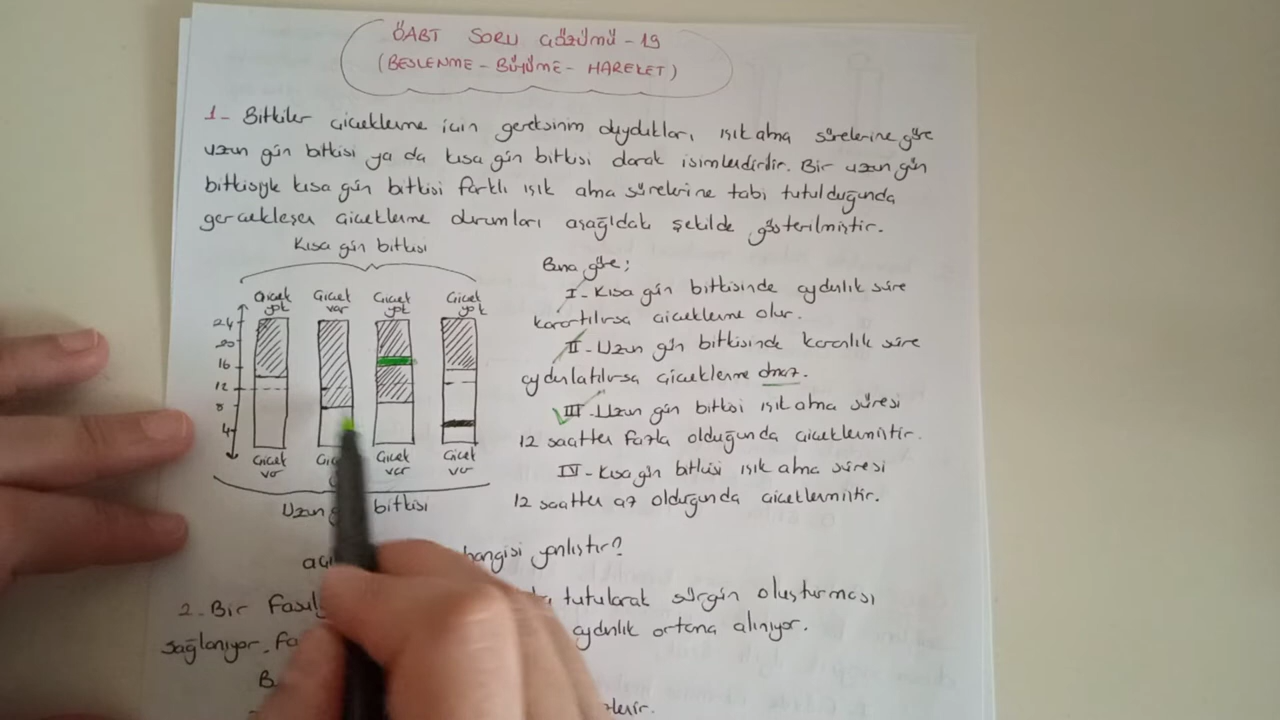 ÖABT SORU ÇÖZÜMÜ - 19
(BESLENME - BÜYÜME - HAREKET)
1- Bitkiler çiçeklenme için gereksinim duydukları ışık alma sürelerine göre
uzun gün bitkisi ya da kısa gün bitkisi olarak isimlendirilir. Bir uzun gün
bitkisiyle kısa gün bitkisi farklı ışık alma sürelerine tabi tutulduğunda
gerçekleşen çiçeklenme durumları aşağıdaki şekilde gösterilmiştir.
Kısa gün bitkisi
Çiçek yok Çiçek var Çiçek yok Çiçek yok
24
20
16
12
8
4
Çiçek var Çiçek var Çiçek var
Uzun bitkisi
Buna göre;
I- Kısa gün bitkisinde aydınlık süre
karartılırsa çiçeklenme olur.
II- Uzun gün bitkisinde karanlık süre
aydınlatılırsa çiçeklenme olmaz.
III- Uzun gün bitkisi ışık alma süresi
12 saatten fazla olduğunda çiçeklenmiştir.
IV- Kısa gün bitkisi ışık alma süresi
12 saatten az olduğunda çiçeklenmiştir.
hangisi yanlıştır?
2. Bir tutularak sürgün oluşturması
sağlanıyor. aydınlık ortama alınıyor.